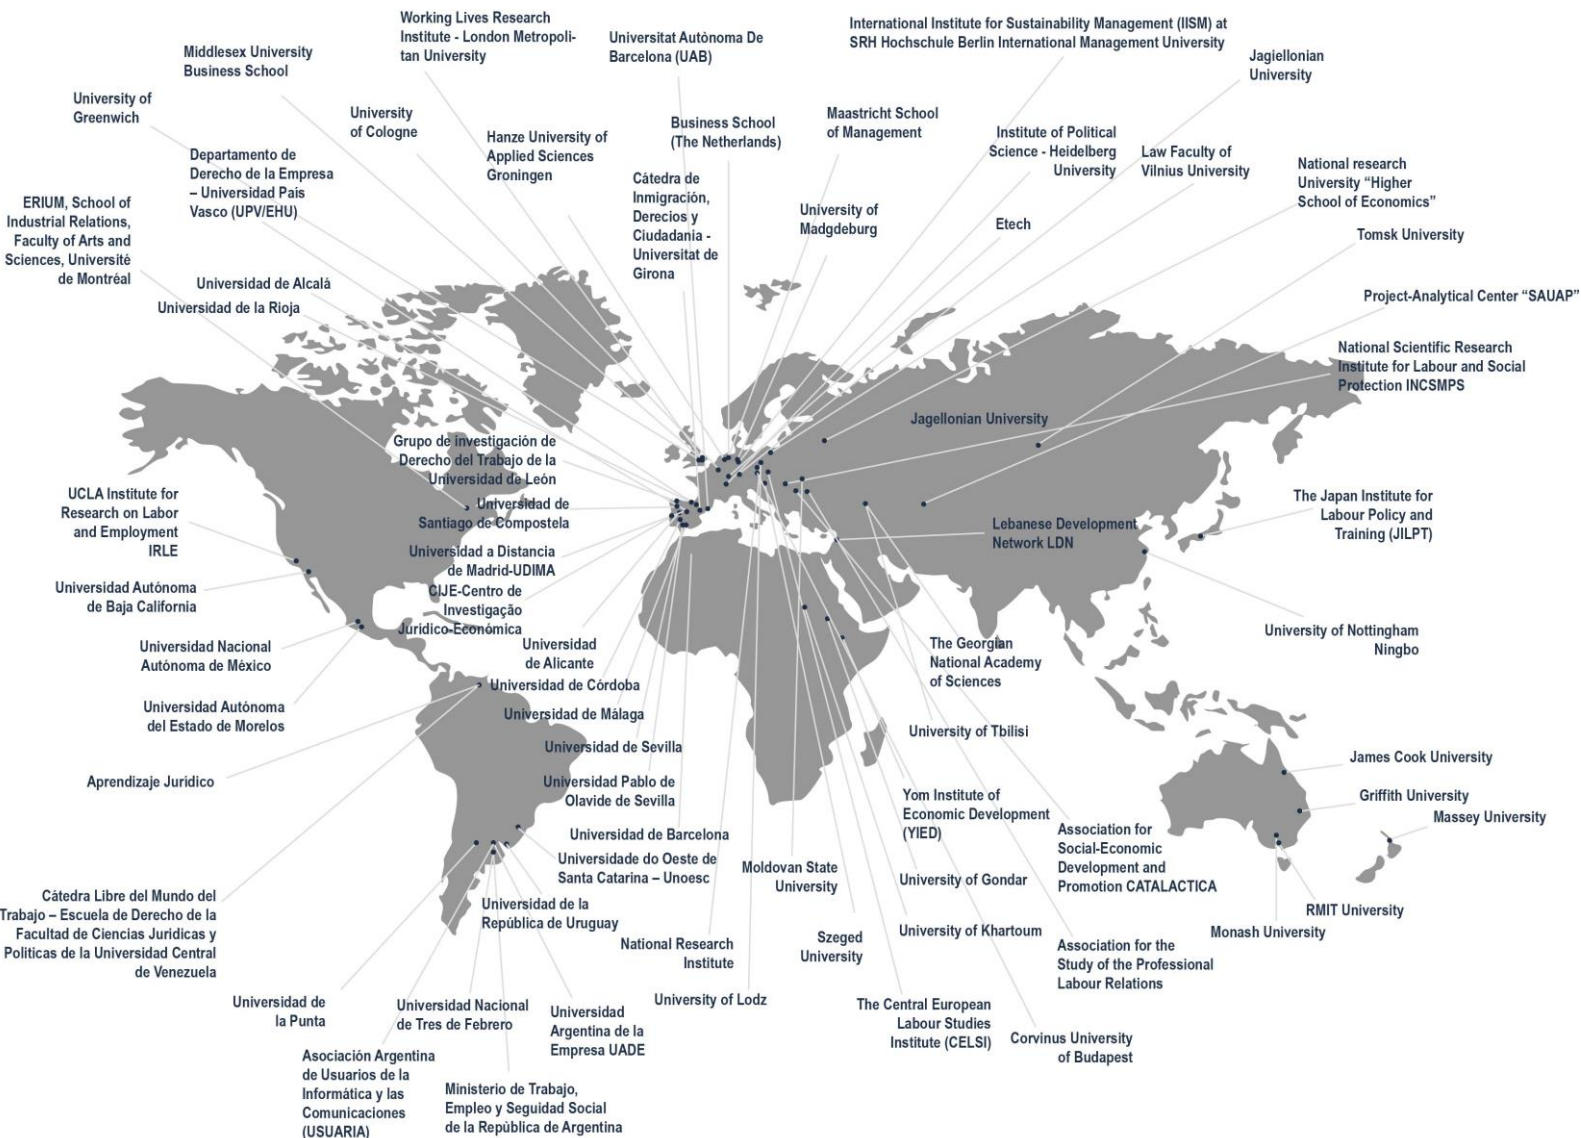 Working Lives Research
Institute - London Metropoli-
tan University
Middlesex University
Business School
Universitat Autònoma De
Barcelona (UAB)
International Institute for Sustainability Management (IISM) at
SRH Hochschule Berlin International Management University
Jagiellonian
University
University of
Greenwich
University
of Cologne
Hanze University of
Applied Sciences
Groningen
Business School
(The Netherlands)
Maastricht School
of Management
Institute of Political
Science - Heidelberg
University
Law Faculty of
Vilnius University
National research
University “Higher
School of Economics”
Departamento de
Derecho de la Empresa
– Universidad País
Vasco (UPV/EHU)
Cátedra de
Inmigración,
Derecios y
Ciudadania -
Universitat de
Girona
University of
Madgdeburg
Etech
Tomsk University
ERIUM, School of
Industrial Relations,
Faculty of Arts and
Sciences, Université
de Montréal
Universidad de Alcalá
Universidad de la Rioja
Project-Analytical Center “SAUAP”
National Scientific Research
Institute for Labour and Social
Protection INCSMPS
Jagellonian University
Grupo de investigación de
Derecho del Trabajo de la
Universidad de León
UCLA Institute for
Research on Labor
and Employment
IRLE
Universidad de
Santiago de Compostela
The Japan Institute for
Labour Policy and
Training (JILPT)
Lebanese Development
Network LDN
Universidad a Distancia
de Madrid-UDIMA
Universidad Autónoma
de Baja California
CIJE-Centro de
Investigação
Jurídico-Económica
Universidad Nacional
Autónoma de México
Universidad
de Alicante
The Georgian
National Academy
of Sciences
University of Nottingham
Ningbo
Universidad de Córdoba
Universidad Autónoma
del Estado de Morelos
Universidad de Málaga
University of Tbilisi
Universidad de Sevilla
James Cook University
Aprendizaje Jurídico
Universidad Pablo de
Olavide de Sevilla
Yom Institute of
Economic Development
(YIED)
Griffith University
Massey University
Universidad de Barcelona
Association for
Social-Economic
Development and
Promotion CATALACTICA
Universidade do Oeste de
Santa Catarina – Unoesc
Moldovan State
University
University of Gondar
Cátedra Libre del Mundo del
Trabajo – Escuela de Derecho de la
Facultad de Ciencias Jurídicas y
Políticas de la Universidad Central
de Venezuela
Universidad de la
República de Uruguay
RMIT University
Monash University
National Research
Institute
Szeged
University
University of Khartoum
Association for the
Study of the Professional
Labour Relations
Universidad de
la Punta
Universidad Nacional
de Tres de Febrero
Universidad
Argentina de la
Empresa UADE
University of Lodz
The Central European
Labour Studies
Institute (CELSI)
Corvinus University
of Budapest
Asociación Argentina
de Usuarios de la
Informática y las
Comunicaciones
(USUARIA)
Ministerio de Trabajo,
Empleo y Seguidad Social
de la Repùblica de Argentina